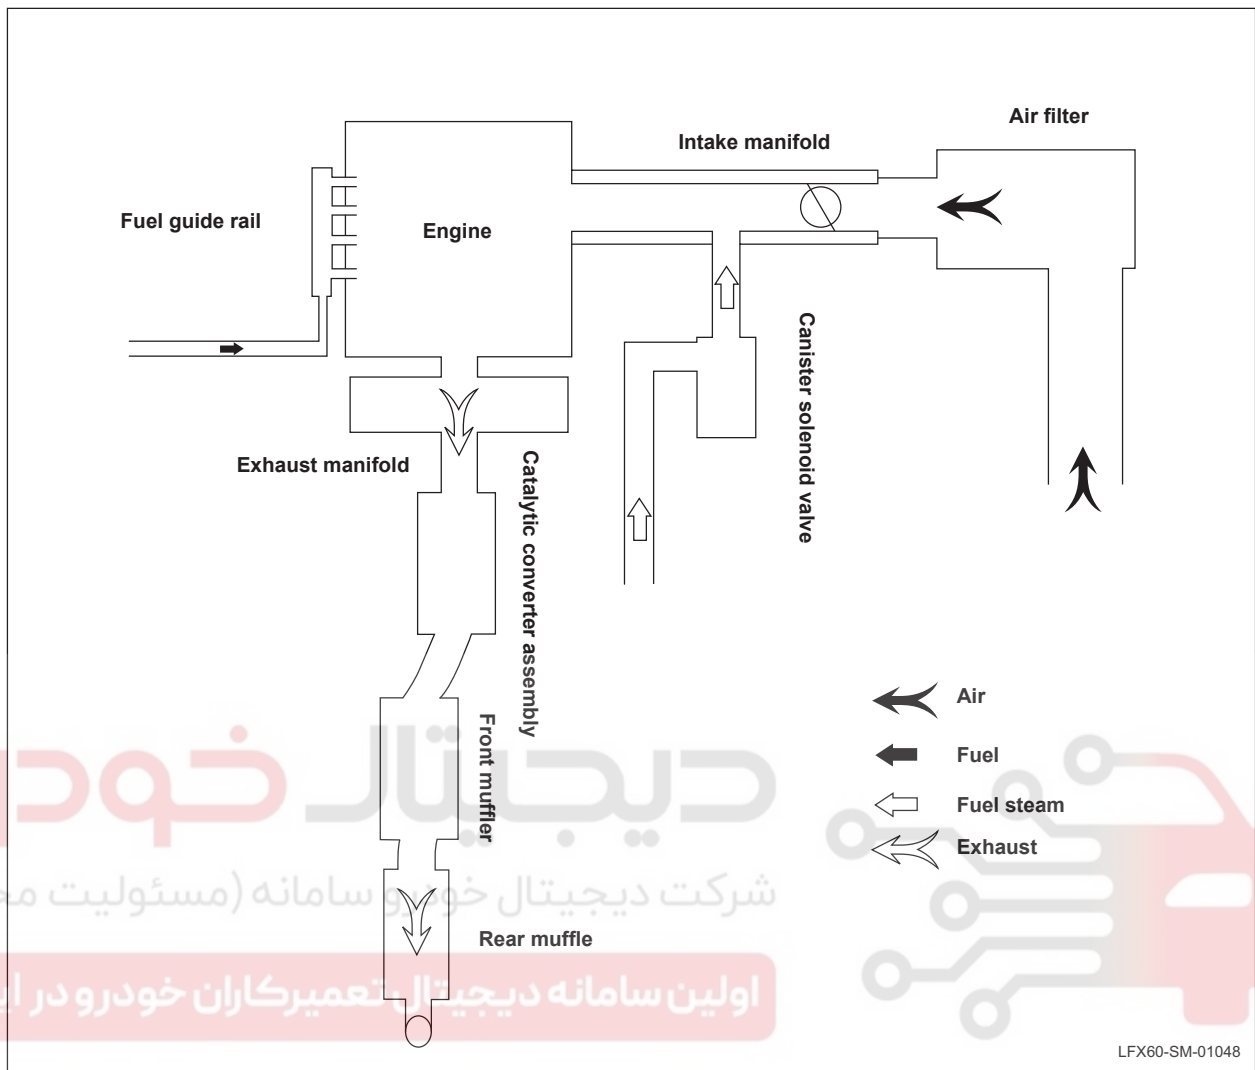 Air filter
Intake manifold
Fuel guide rail
Engine
Canister solenoid valve
Exhaust manifold
Catalytic converter assembly
Air
Front muffler
Fuel
Fuel steam
Exhaust
دیجیتال خودر
شرکت دیجیتال خودرو سامانه (مسئولیت
Rear muffle
اولین سامانه دیجیتال تعمیرکاران خودرو در
LFX60-SM-01048